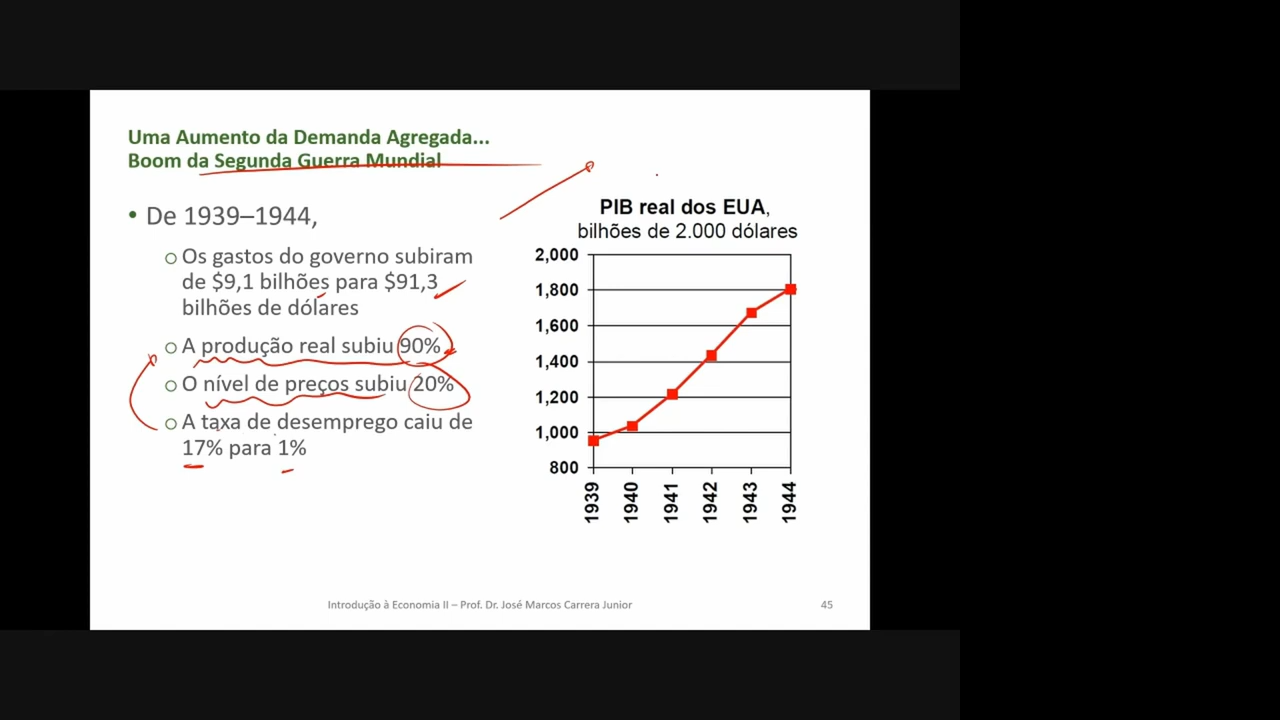 Uma Aumento da Demanda Agregada...
Boom da Segunda Guerra Mundial
• De 1939–1944,
o Os gastos do governo subiram
de $9,1 bilhões para $91,3
bilhões de dólares
o A produção real subiu 90%
o O nível de preços subiu 20%
o A taxa de desemprego caiu de
17% para 1%
PIB real dos EUA,
bilhões de 2.000 dólares
2,000
1,800
1,600
1,400
1,200
1,000
800
1939
1940
1941
1942
1943
1944
Introdução à Economia II – Prof. Dr. José Marcos Carrera Junior
45